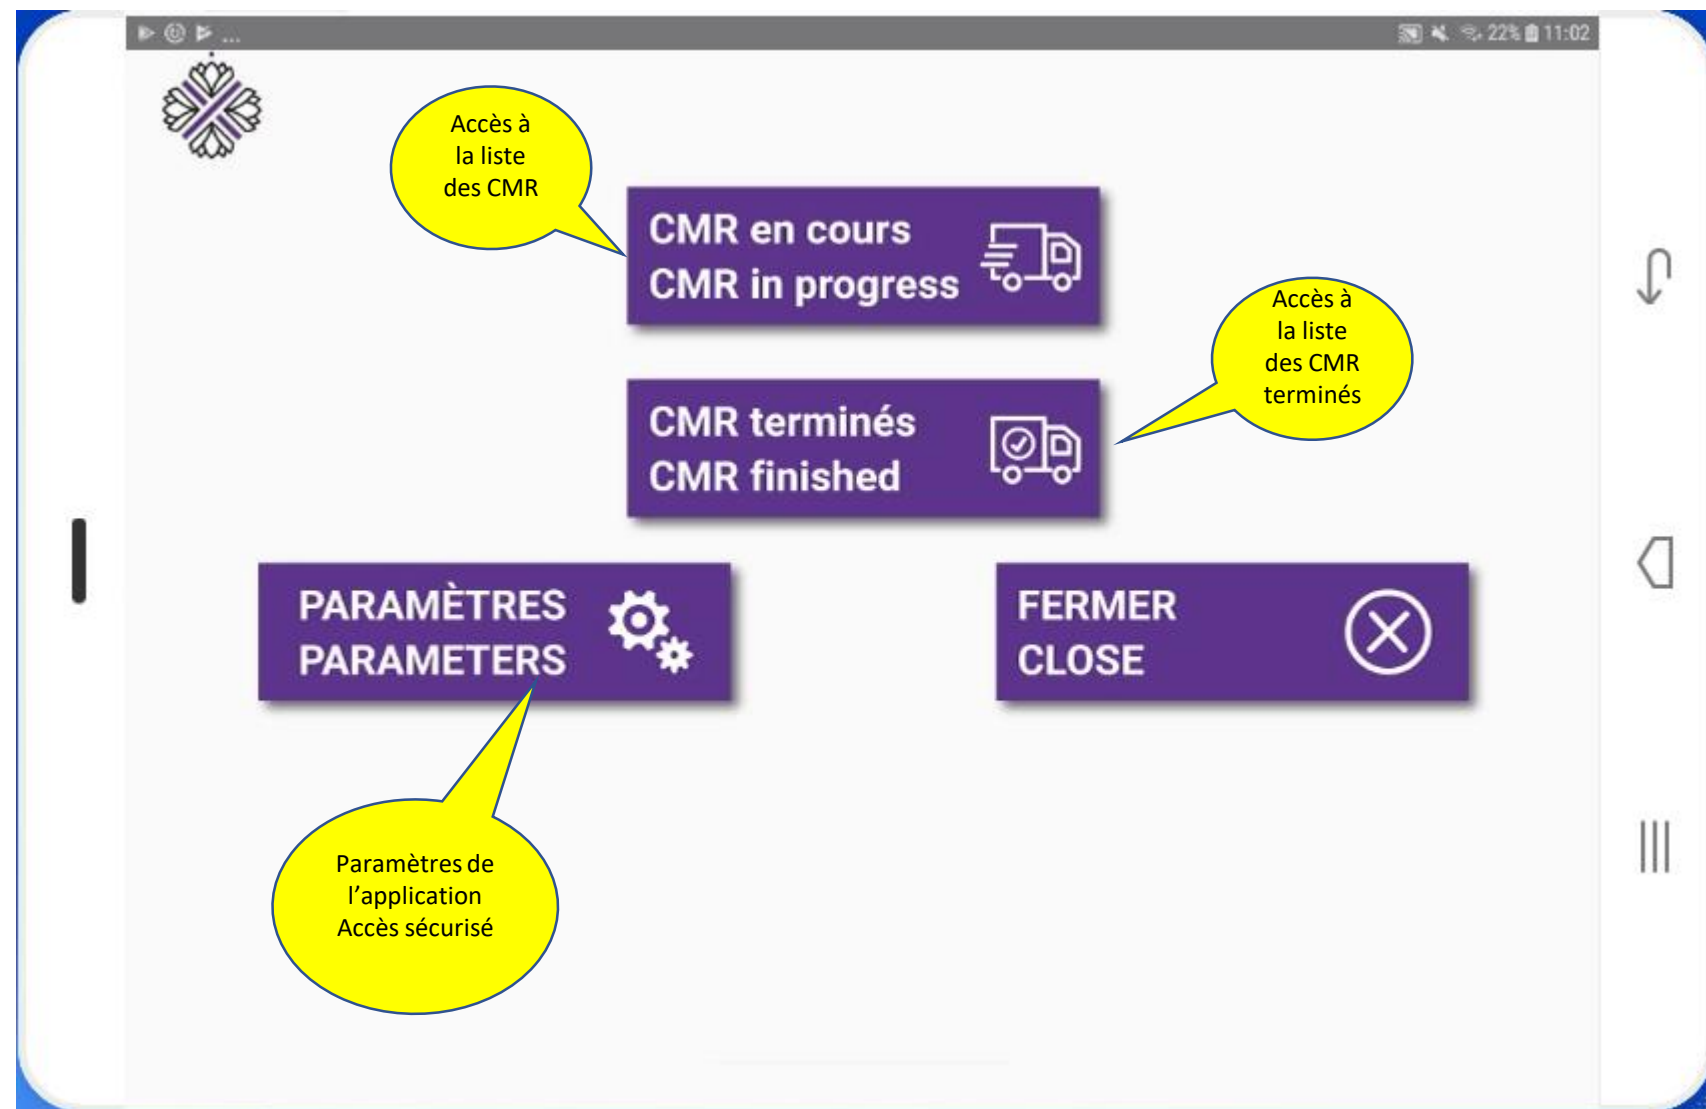 ... 22% 11:02
Accès à
la liste
des CMR
CMR en cours
CMR in progress
Accès à
la liste
des CMR
terminés
CMR terminés
CMR finished
PARAMÈTRES
PARAMETERS
FERMER
CLOSE
Paramètres de
l'application
Accès sécurisé